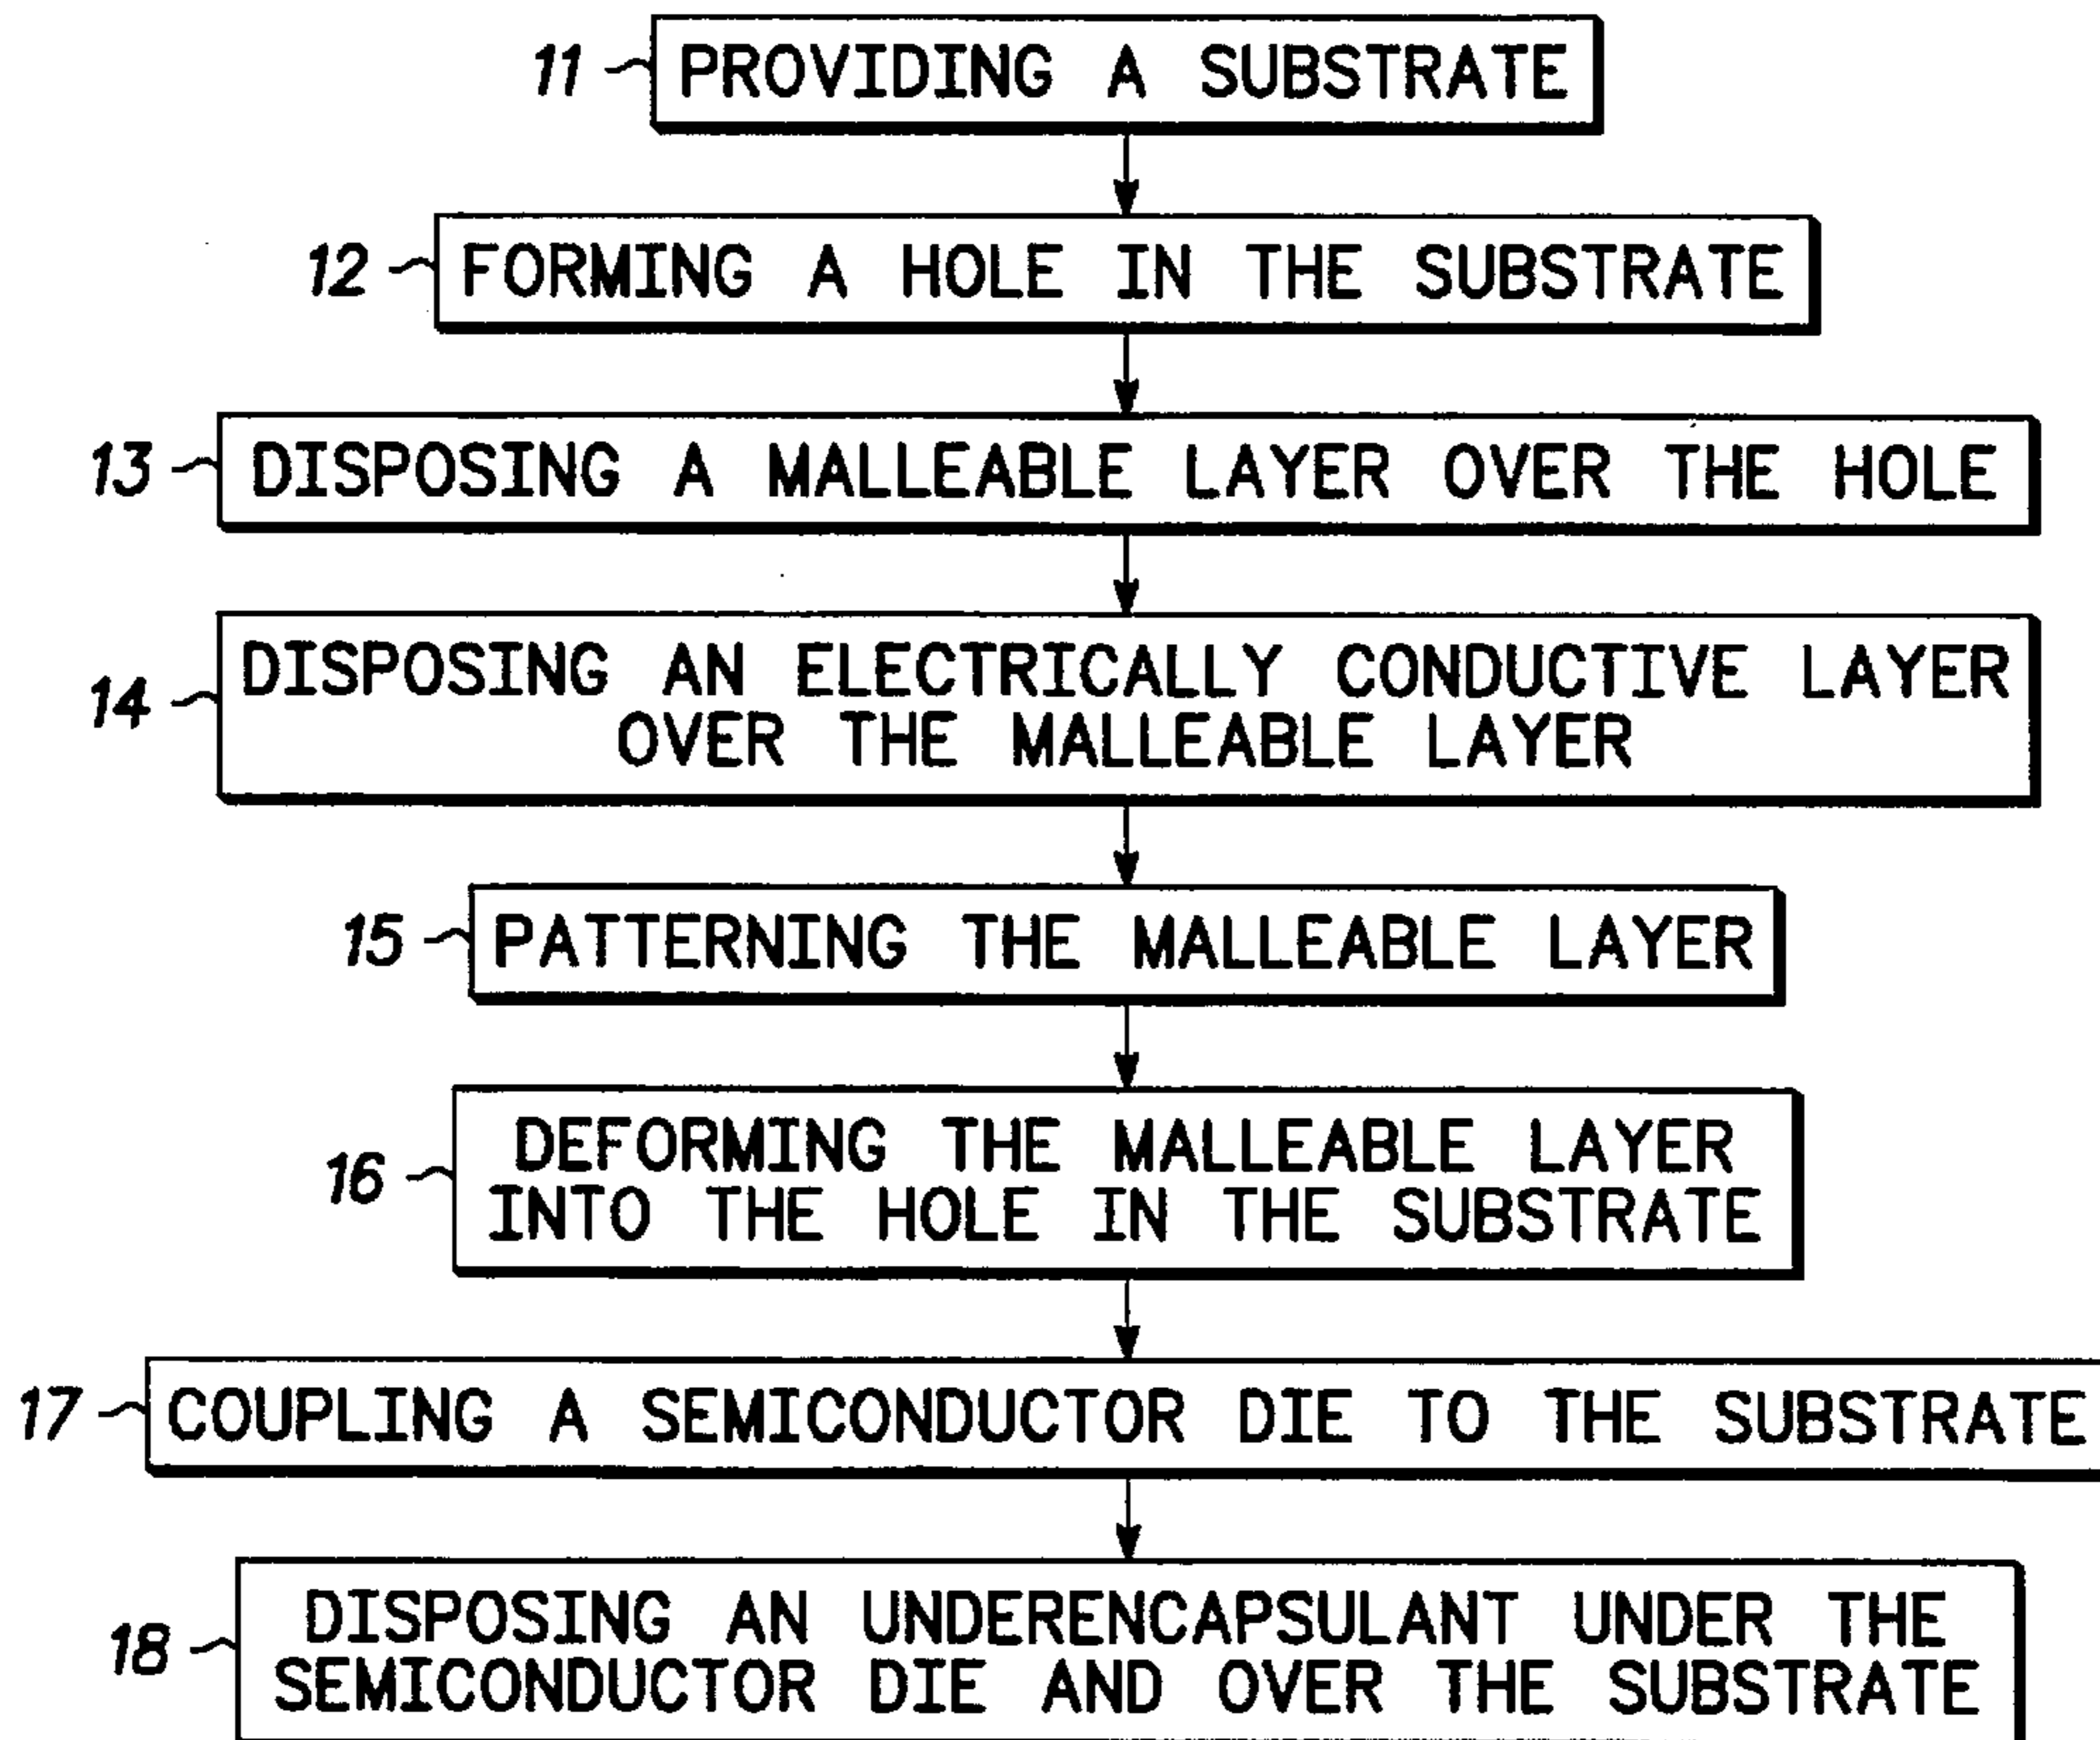 11 PROVIDING A SUBSTRATE
12 FORMING A HOLE IN THE SUBSTRATE
13 DISPOSING A MALLEABLE LAYER OVER THE HOLE
14 DISPOSING AN ELECTRICALLY CONDUCTIVE LAYER
OVER THE MALLEABLE LAYER
15 PATTERNING THE MALLEABLE LAYER
16 DEFORMING THE MALLEABLE LAYER
INTO THE HOLE IN THE SUBSTRATE
17 COUPLING A SEMICONDUCTOR DIE TO THE SUBSTRATE
18 DISPOSING AN UNDERENCAPSULANT UNDER THE
SEMICONDUCTOR DIE AND OVER THE SUBSTRATE